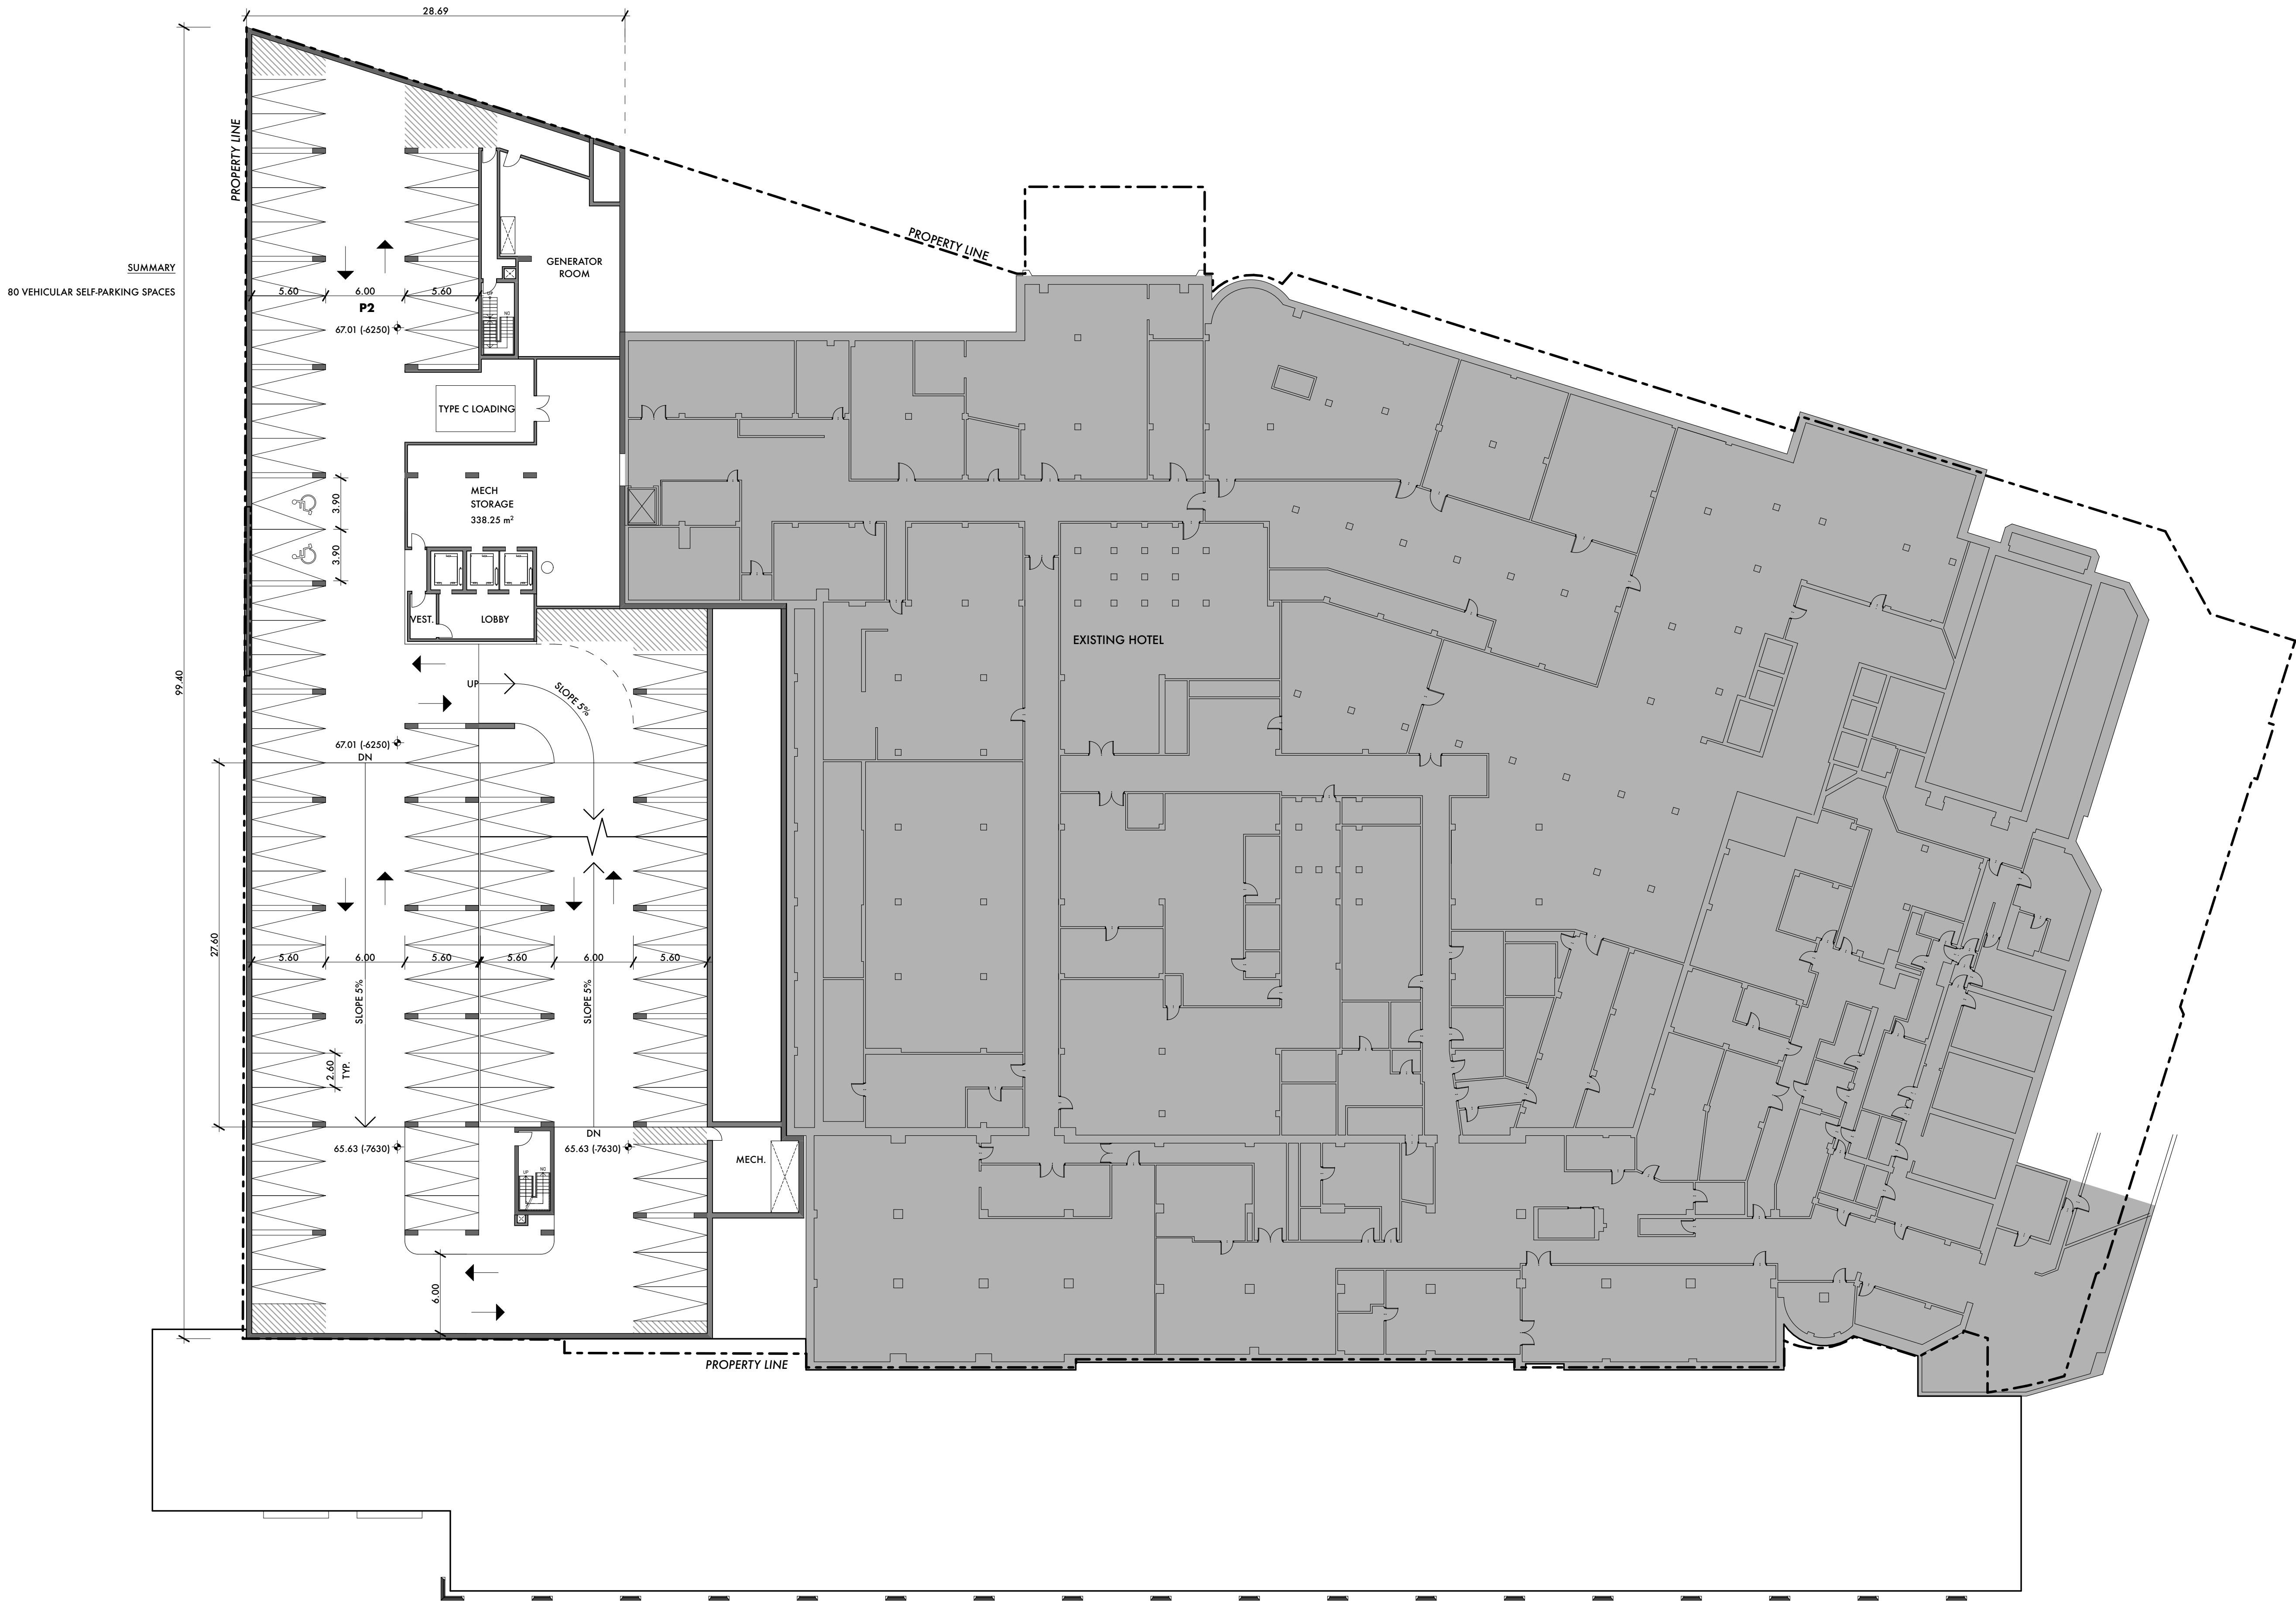 28.69
PROPERTY LINE
PROPERTY LINE
SUMMARY
80 VEHICULAR SELF-PARKING SPACES
GENERATOR
ROOM
5.60
6.00
5.60
P2
67.01 (-6250)
UP
DN
TYPE C LOADING
3.90
3.90
MECH
STORAGE
338.25 m²
VEST.
LOBBY
EXISTING HOTEL
99.40
UP
SLOPE 5%
67.01 (-6250)
DN
27.60
5.60
6.00
5.60
5.60
6.00
5.60
SLOPE 5%
SLOPE 5%
2.60
TYP.
65.63 (-7630)
DN
65.63 (-7630)
MECH.
UP
DN
6.00
PROPERTY LINE